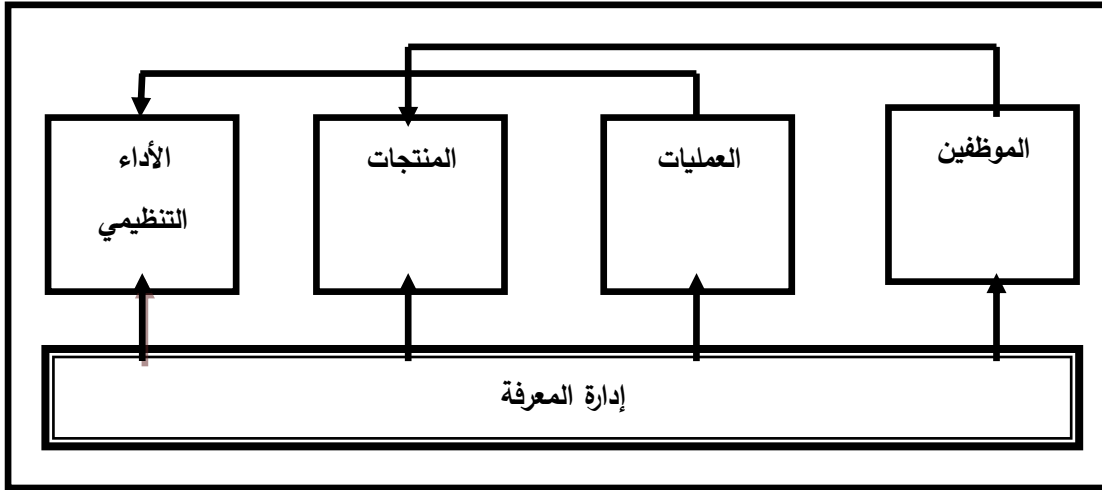 الموظفين
العمليات
المنتجات
الأداء
التنظيمي
إدارة المعرفة